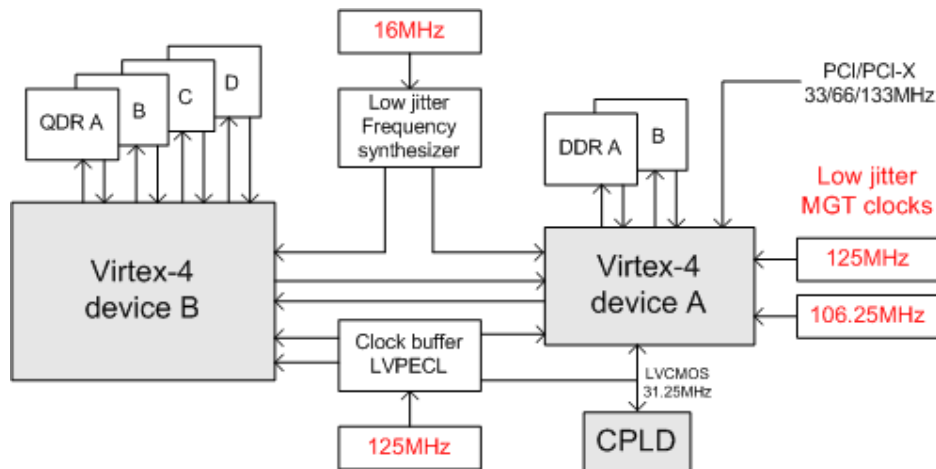 16MHz
QDR A
B
C
D
Low jitter
Frequency
synthesizer
DDR A
B
PCI/PCI-X
33/66/133MHz
Low jitter
MGT clocks
Virtex-4
device B
Virtex-4
device A
125MHz
106.25MHz
Clock buffer
LVPECL
LVCMOS
31.25MHz
125MHz
CPLD